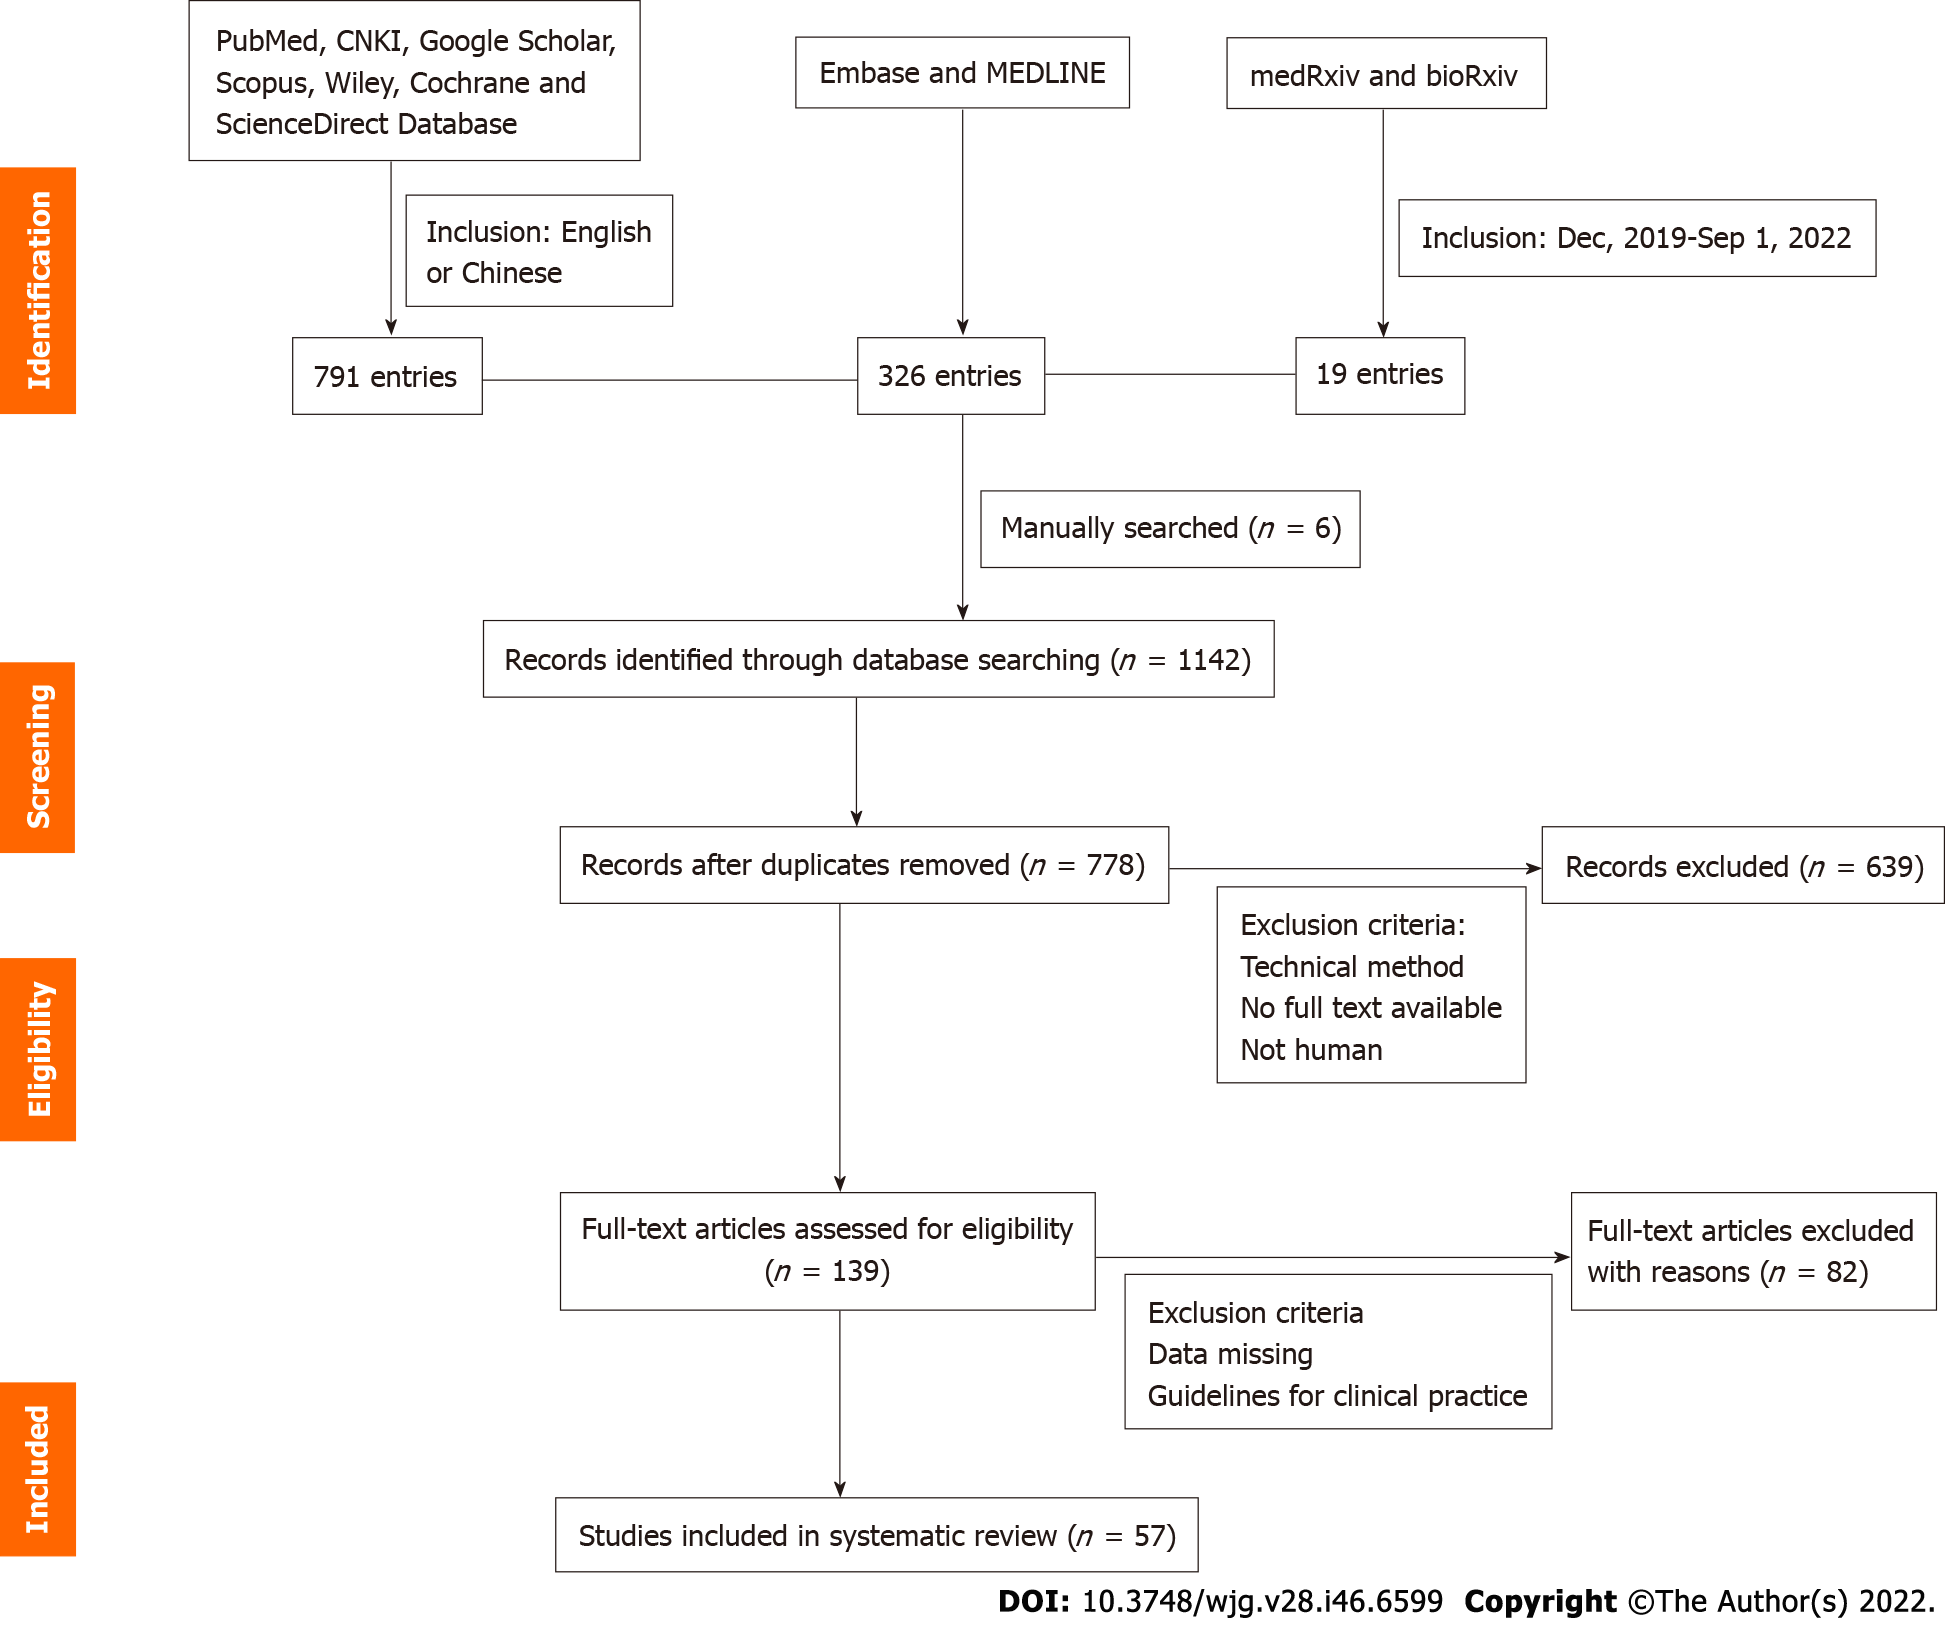 PubMed, CNKI, Google Scholar,
Scopus, Wiley, Cochrane and
ScienceDirect Database
Embase and MEDLINE
medRxiv and bioRxiv
Identification
Inclusion: English
or Chinese
Inclusion: Dec, 2019-Sep 1, 2022
791 entries
326 entries
19 entries
Manually searched (n = 6)
Records identified through database searching (n = 1142)
Screening
Records after duplicates removed (n = 778)
Records excluded (n = 639)
Exclusion criteria:
Technical method
No full text available
Not human
Eligibility
Full-text articles assessed for eligibility
(n = 139)
Full-text articles excluded
with reasons (n = 82)
Exclusion criteria
Data missing
Guidelines for clinical practice
Included
Studies included in systematic review (n = 57)
DOI: 10.3748/wjg.v28.i46.6599 Copyright ©The Author(s) 2022.